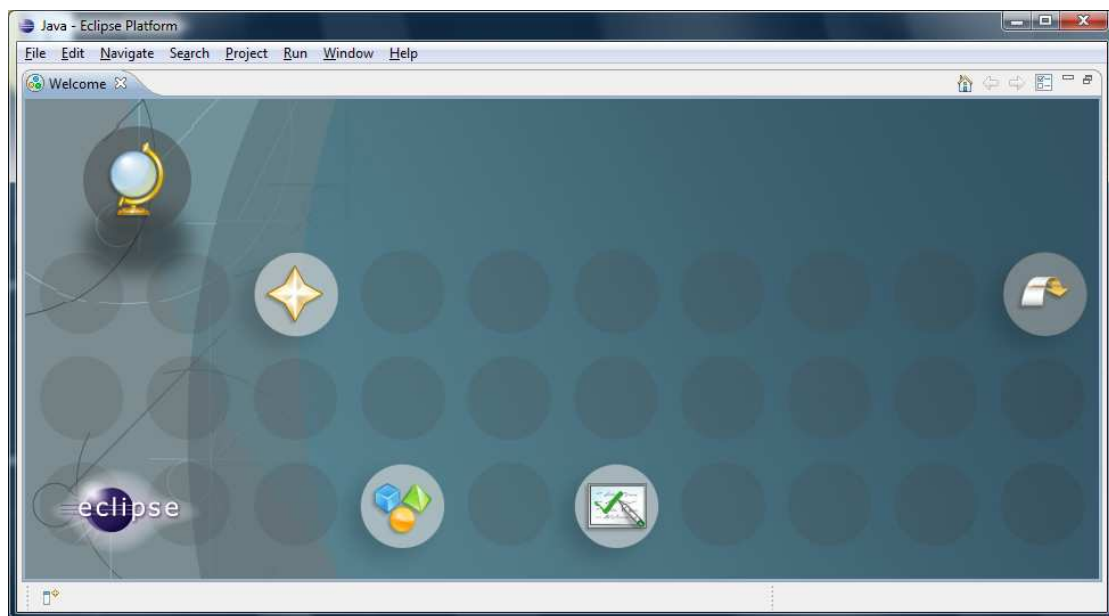 Java - Eclipse Platform
File Edit Navigate Search Project Run Window Help
Welcome
eclipse